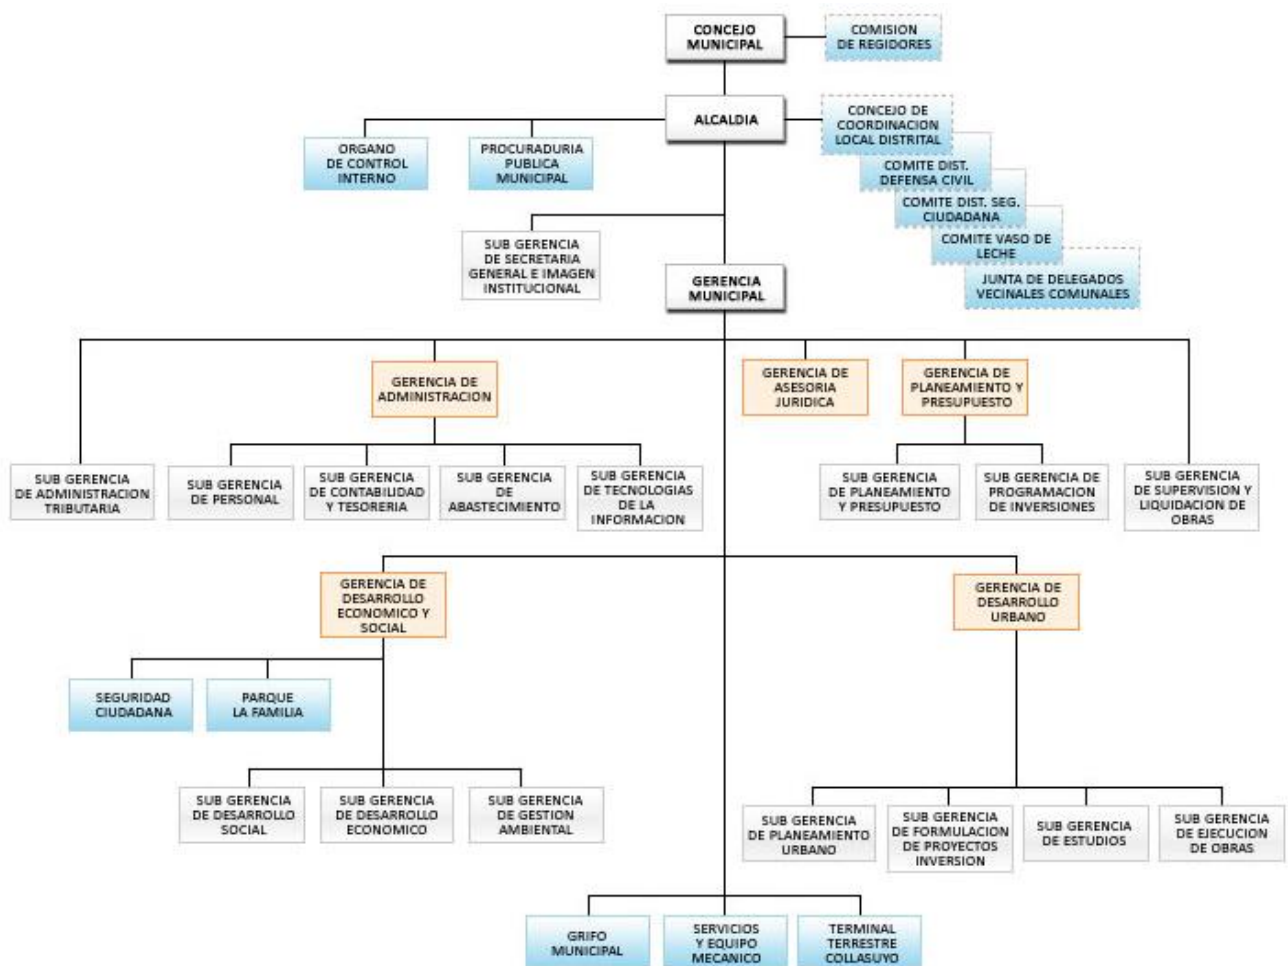 CONCEJO
MUNICIPAL
COMISION
DE REGIDORES
ALCALDIA
CONCEJO DE
COORDINACION
LOCAL DISTRITAL
ORGANO
DE CONTROL
INTERNO
PROCURADURIA
PUBLICA
MUNICIPAL
COMITE DIST.
DEFENSA CIVIL
COMITE DIST. SEG.
CIUDADANA
COMITE VASO DE
LECHE
JUNTA DE DELEGADOS
VECINALES COMUNALES
SUB GERENCIA
DE SECRETARIA
GENERAL E IMAGEN
INSTITUCIONAL
GERENCIA
MUNICIPAL
GERENCIA DE
ADMINISTRACION
GERENCIA DE
ASESORIA
JURIDICA
GERENCIA DE
PLANEAMIENTO Y
PRESUPUESTO
SUB GERENCIA
DE ADMINISTRACION
TRIBUTARIA
SUB GERENCIA
DE PERSONAL
SUB GERENCIA
DE CONTABILIDAD
Y TESORERIA
SUB GERENCIA
DE
ABASTECIMIENTO
SUB GERENCIA
DE TECNOLOGIAS
DE LA
INFORMACION
SUB GERENCIA
DE PLANEAMIENTO
Y PRESUPUESTO
SUB GERENCIA DE
PROGRAMACION
DE INVERSIONES
SUB GERENCIA
DE SUPERVISION Y
LIQUIDACION DE
OBRAS
GERENCIA DE
DESARROLLO
ECONOMICO Y
SOCIAL
GERENCIA DE
DESARROLLO
URBANO
SEGURIDAD
CIUDADANA
PARQUE
LA FAMILIA
SUB GERENCIA
DE DESARROLLO
SOCIAL
SUB GERENCIA
DE DESARROLLO
ECONOMICO
SUB GERENCIA
DE GESTION
AMBIENTAL
SUB GERENCIA
DE PLANEAMIENTO
URBANO
SUB GERENCIA
DE FORMULACION
DE PROYECTOS
INVERSION
SUB GERENCIA
DE ESTUDIOS
SUB GERENCIA
DE EJECUCION
DE OBRAS
GRIFO
MUNICIPAL
SERVICIOS
Y EQUIPO
MECANICO
TERMINAL
TERRESTRE
COLLASUYO